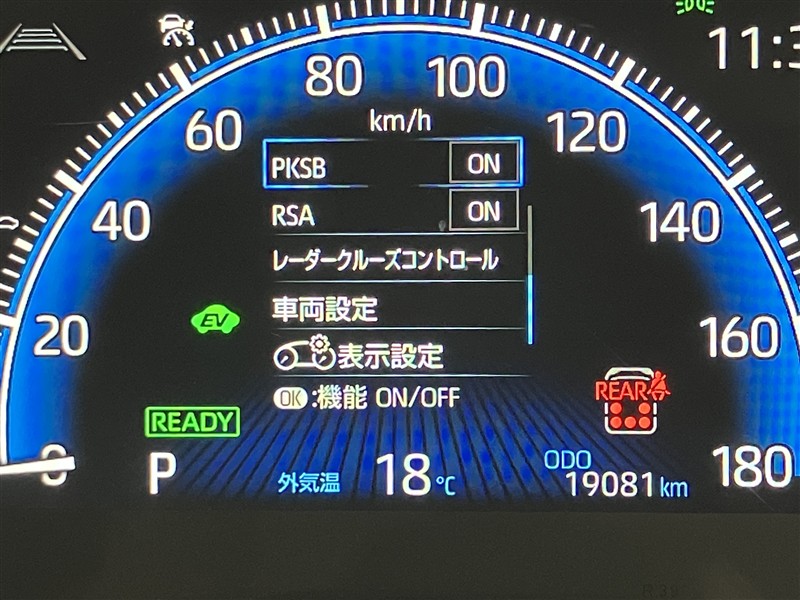 80 100
11:3
km/h
60 120
PKSB ON
40 RSA ON 140
レーダークルーズコントロール
車両設定
EV
20 160
表示設定
REAR
OK:機能 ON/OFF
READY
0 P 外気温 18℃ ODO 180
19081km